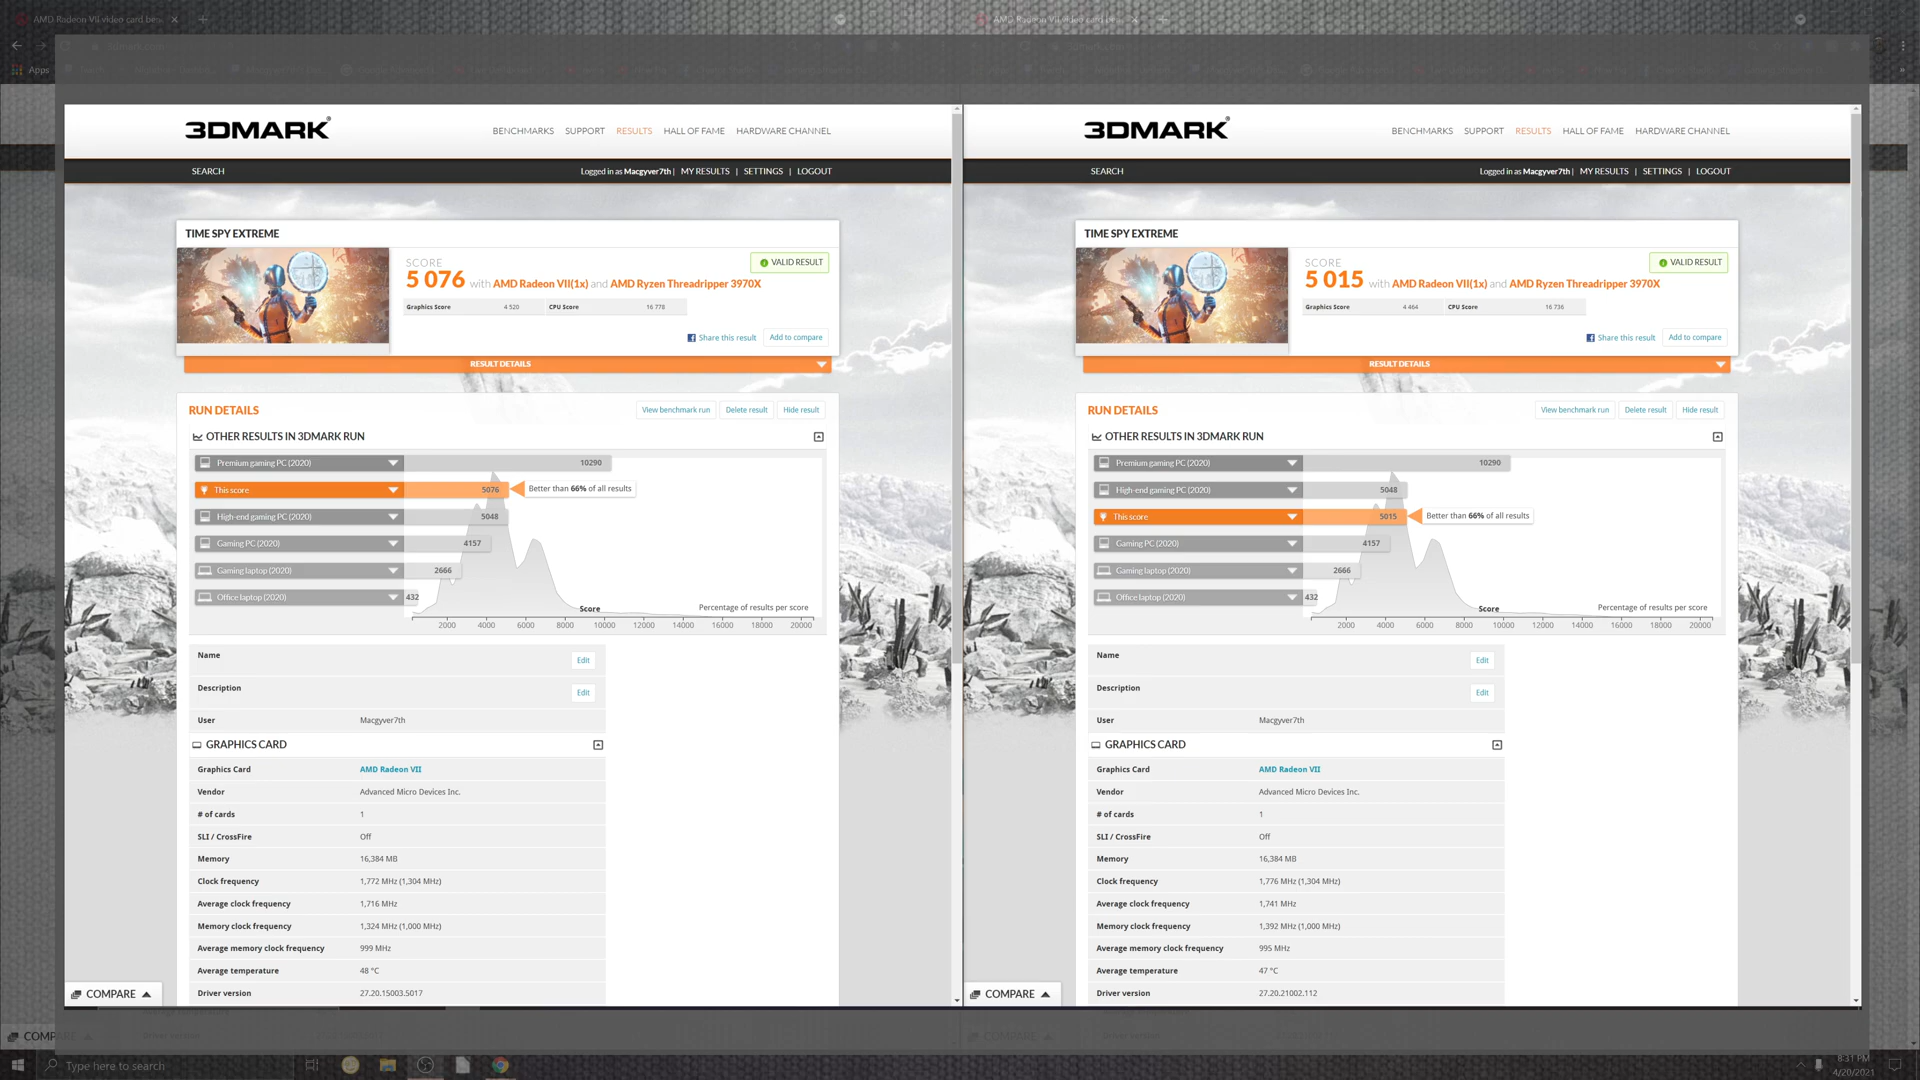 AMD Radeon VII video card bes
AMD Radeon VII video card bes
Apps
3DMARK
BENCHMARKS SUPPORT RESULTS HALL OF FAME HARDWARE CHANNEL
SEARCH
Logged in as Macgyver7th | MY RESULTS | SETTINGS | LOGOUT
TIME SPY EXTREME
VALID RESULT
SCORE
5 076 with AMD Radeon VII(1x) and AMD Ryzen Threadripper 3970X
Graphics Score 4 520 CPU Score 16 778
Share this result Add to compare
RESULT DETAILS
RUN DETAILS
View benchmark run Delete result Hide result
OTHER RESULTS IN 3DMARK RUN
Premium gaming PC (2020) 10290
This score 5076 Better than 66% of all results
High-end gaming PC (2020) 5048
Gaming PC (2020) 4157
Gaming laptop (2020) 2666
Office laptop (2020) 432
Score Percentage of results per score
2000 4000 6000 8000 10000 12000 14000 16000 18000 20000
Name Edit
Description Edit
User Macgyver7th
GRAPHICS CARD
Graphics Card AMD Radeon VII
Vendor Advanced Micro Devices Inc.
# of cards 1
SLI / CrossFire Off
Memory 16,384 MB
Clock frequency 1,772 MHz (1,304 MHz)
Average clock frequency 1,716 MHz
Memory clock frequency 1,324 MHz (1,000 MHz)
Average memory clock frequency 999 MHz
Average temperature 48 °C
Driver version 27.20.15003.5017
COMPARE
3DMARK
BENCHMARKS SUPPORT RESULTS HALL OF FAME HARDWARE CHANNEL
SEARCH
Logged in as Macgyver7th | MY RESULTS | SETTINGS | LOGOUT
TIME SPY EXTREME
VALID RESULT
SCORE
5 015 with AMD Radeon VII(1x) and AMD Ryzen Threadripper 3970X
Graphics Score 4 464 CPU Score 16 736
Share this result Add to compare
RESULT DETAILS
RUN DETAILS
View benchmark run Delete result Hide result
OTHER RESULTS IN 3DMARK RUN
Premium gaming PC (2020) 10290
High-end gaming PC (2020) 5048
This score 5015 Better than 66% of all results
Gaming PC (2020) 4157
Gaming laptop (2020) 2666
Office laptop (2020) 432
Score Percentage of results per score
2000 4000 6000 8000 10000 12000 14000 16000 18000 20000
Name Edit
Description Edit
User Macgyver7th
GRAPHICS CARD
Graphics Card AMD Radeon VII
Vendor Advanced Micro Devices Inc.
# of cards 1
SLI / CrossFire Off
Memory 16,384 MB
Clock frequency 1,776 MHz (1,304 MHz)
Average clock frequency 1,741 MHz
Memory clock frequency 1,392 MHz (1,000 MHz)
Average memory clock frequency 995 MHz
Average temperature 47 °C
Driver version 27.20.21002.112
COMPARE
Type here to search
8:31 PM
4/20/2021